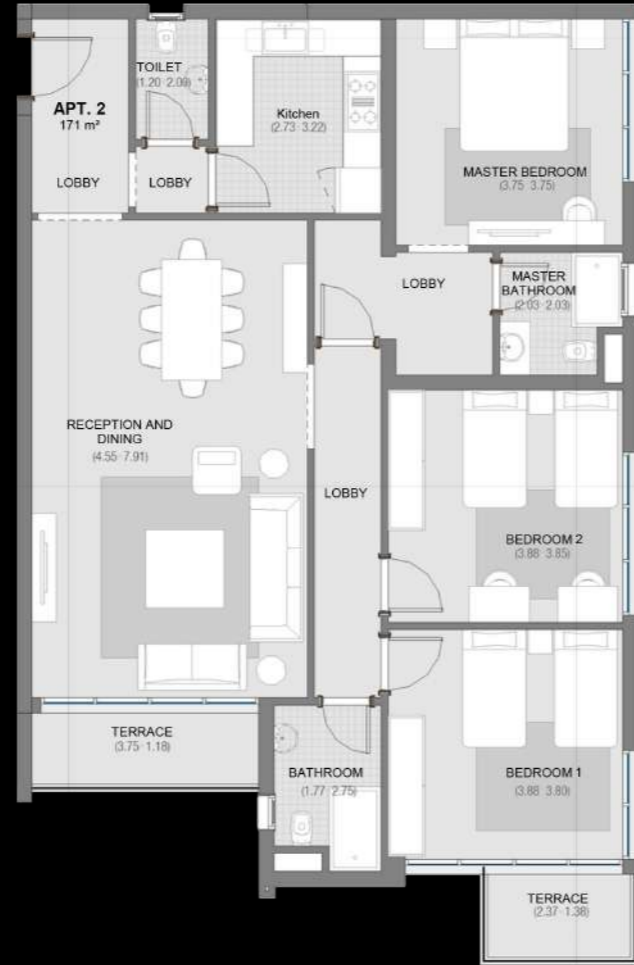 TOILET
(1.20 2.09)
APT. 2
171 m²
LOBBY
LOBBY
Kitchen
(2.73 3.22)
MASTER BEDROOM
(3.75 3.75)
LOBBY
MASTER
BATHROOM
(2.03 2.03)
RECEPTION AND
DINING
(4.55 7.91)
LOBBY
BEDROOM 2
(3.88 3.85)
TERRACE
(3.75 1.18)
BATHROOM
(1.77 2.75)
BEDROOM 1
(3.88 3.80)
TERRACE
(2.37 1.38)